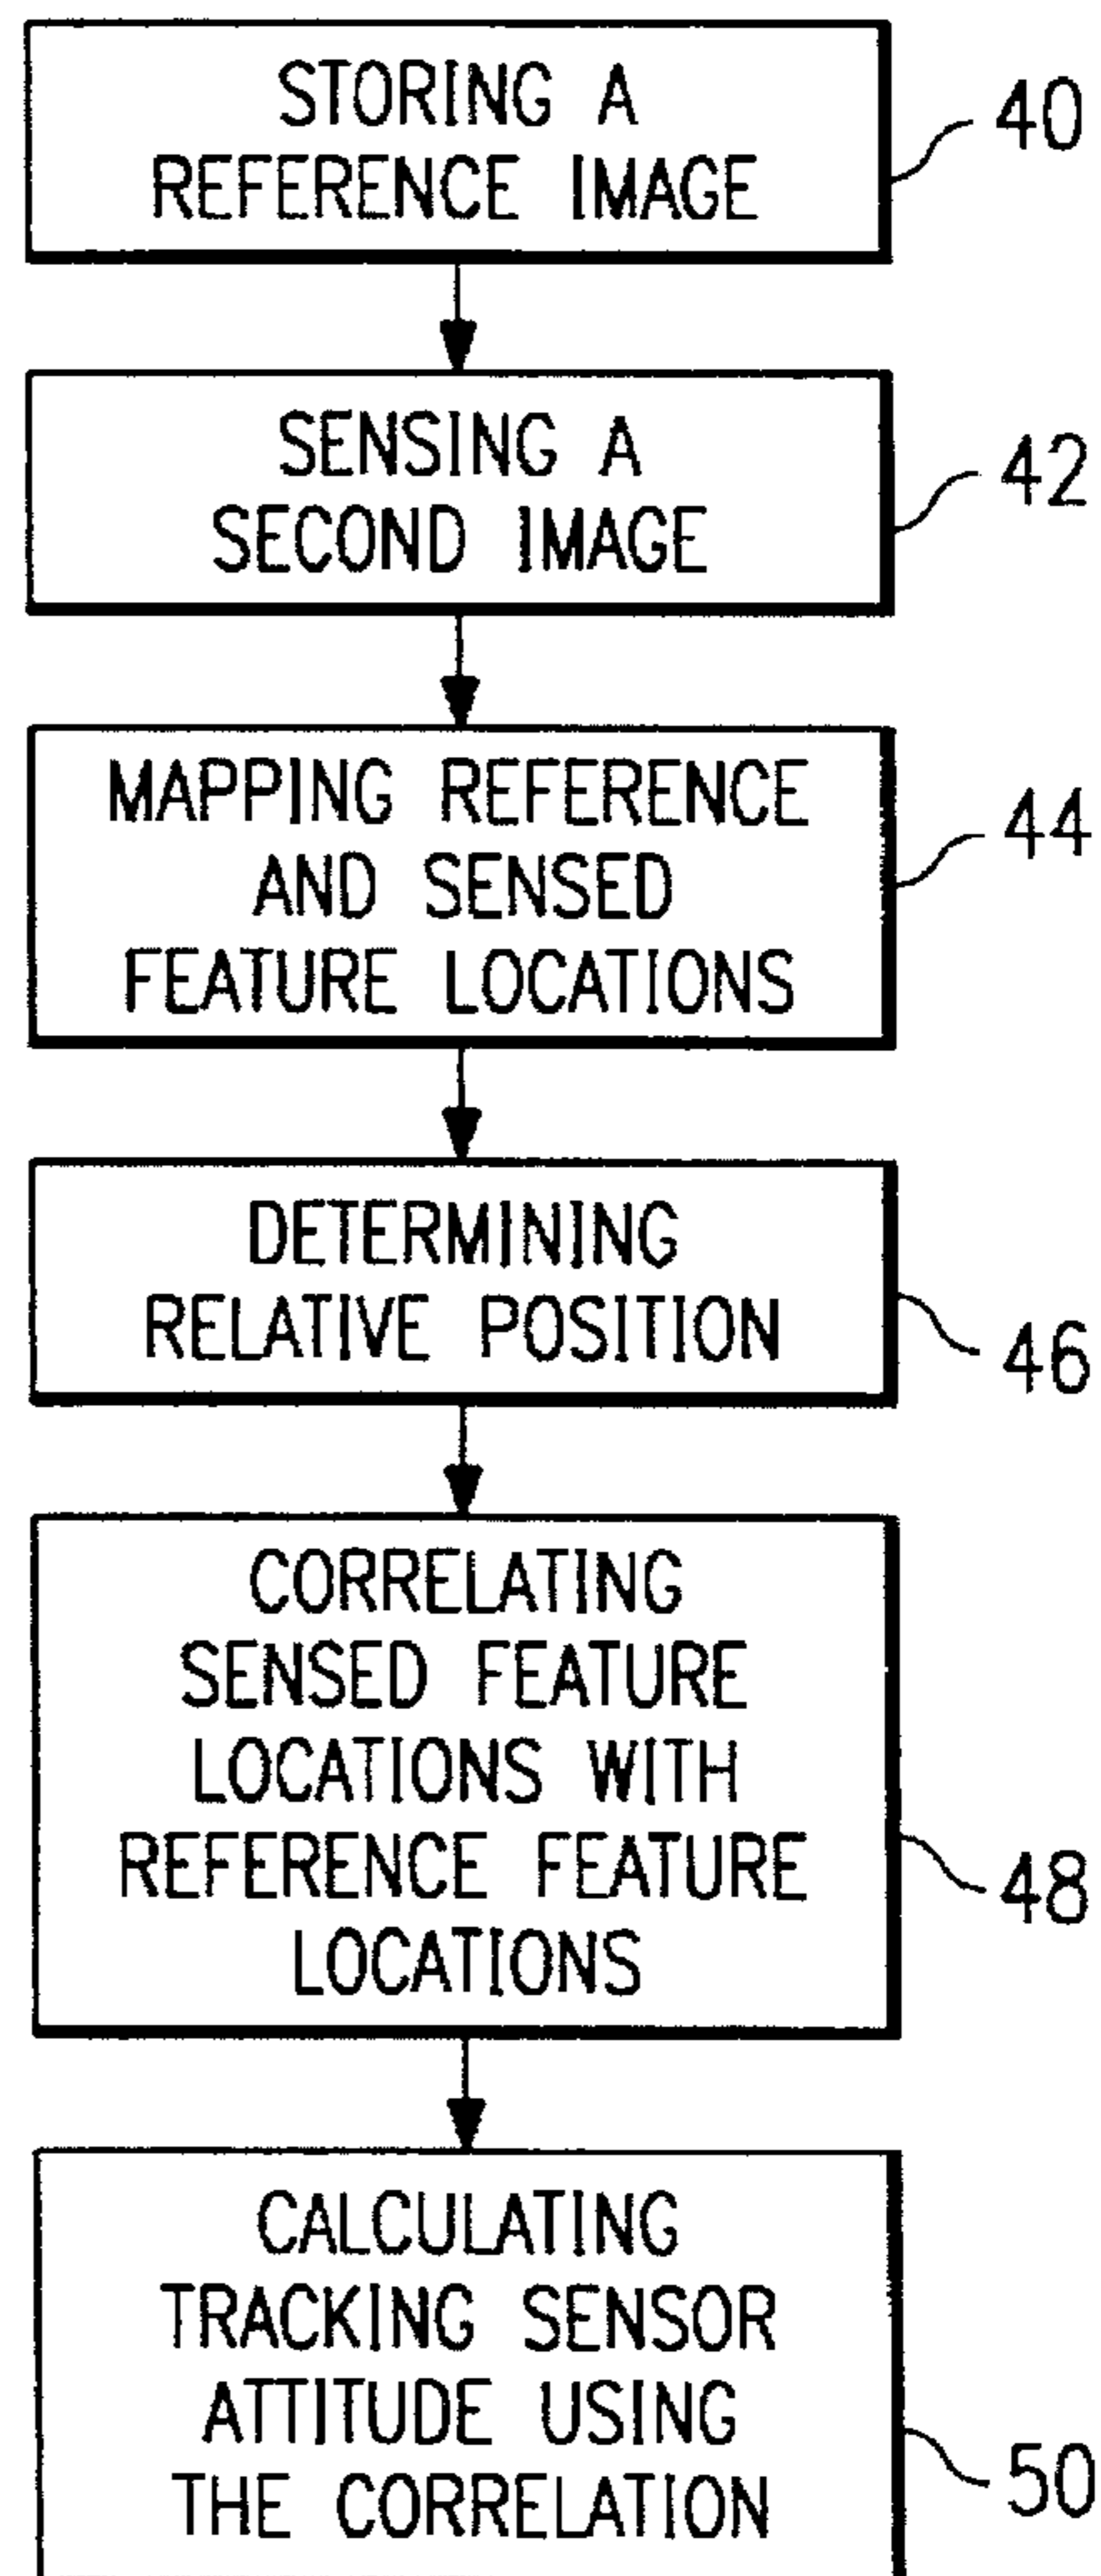 STORING A
REFERENCE IMAGE
40
SENSING A
SECOND IMAGE
42
MAPPING REFERENCE
AND SENSED
FEATURE LOCATIONS
44
DETERMINING
RELATIVE POSITION
46
CORRELATING
SENSED FEATURE
LOCATIONS WITH
REFERENCE FEATURE
LOCATIONS
48
CALCULATING
TRACKING SENSOR
ATTITUDE USING
THE CORRELATION
50